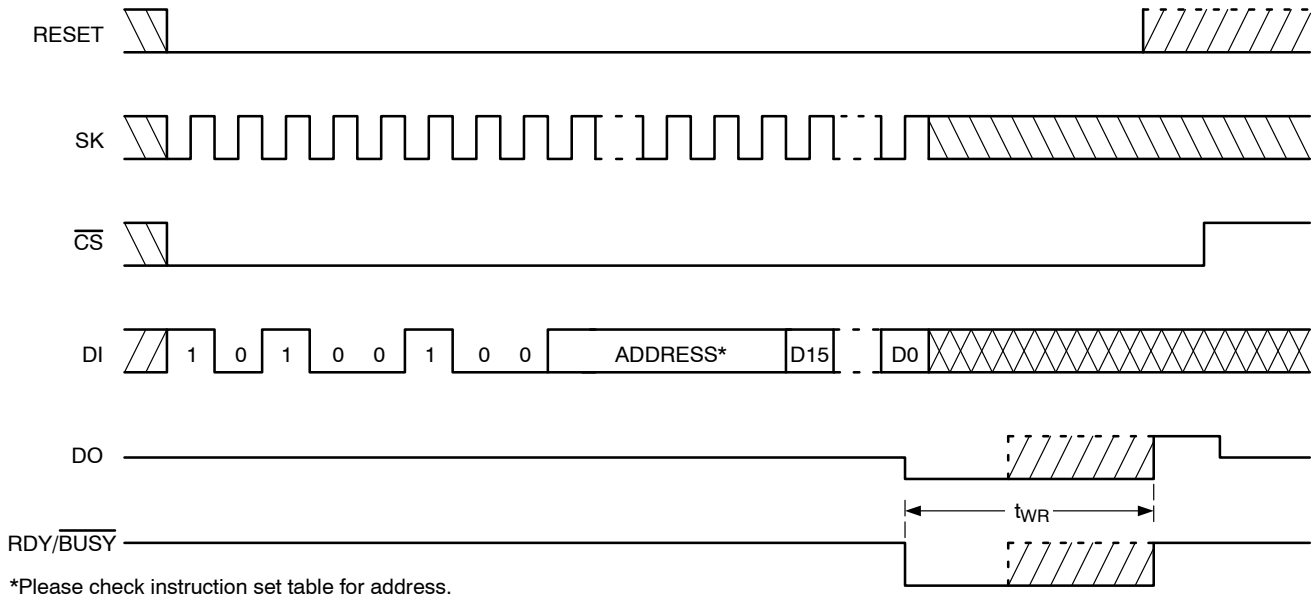 RESET
SK
CS
DI 1 0 1 0 0 1 0 0 ADDRESS* D15 D0
DO
tWR
RDY/BUSY
*Please check instruction set table for address.